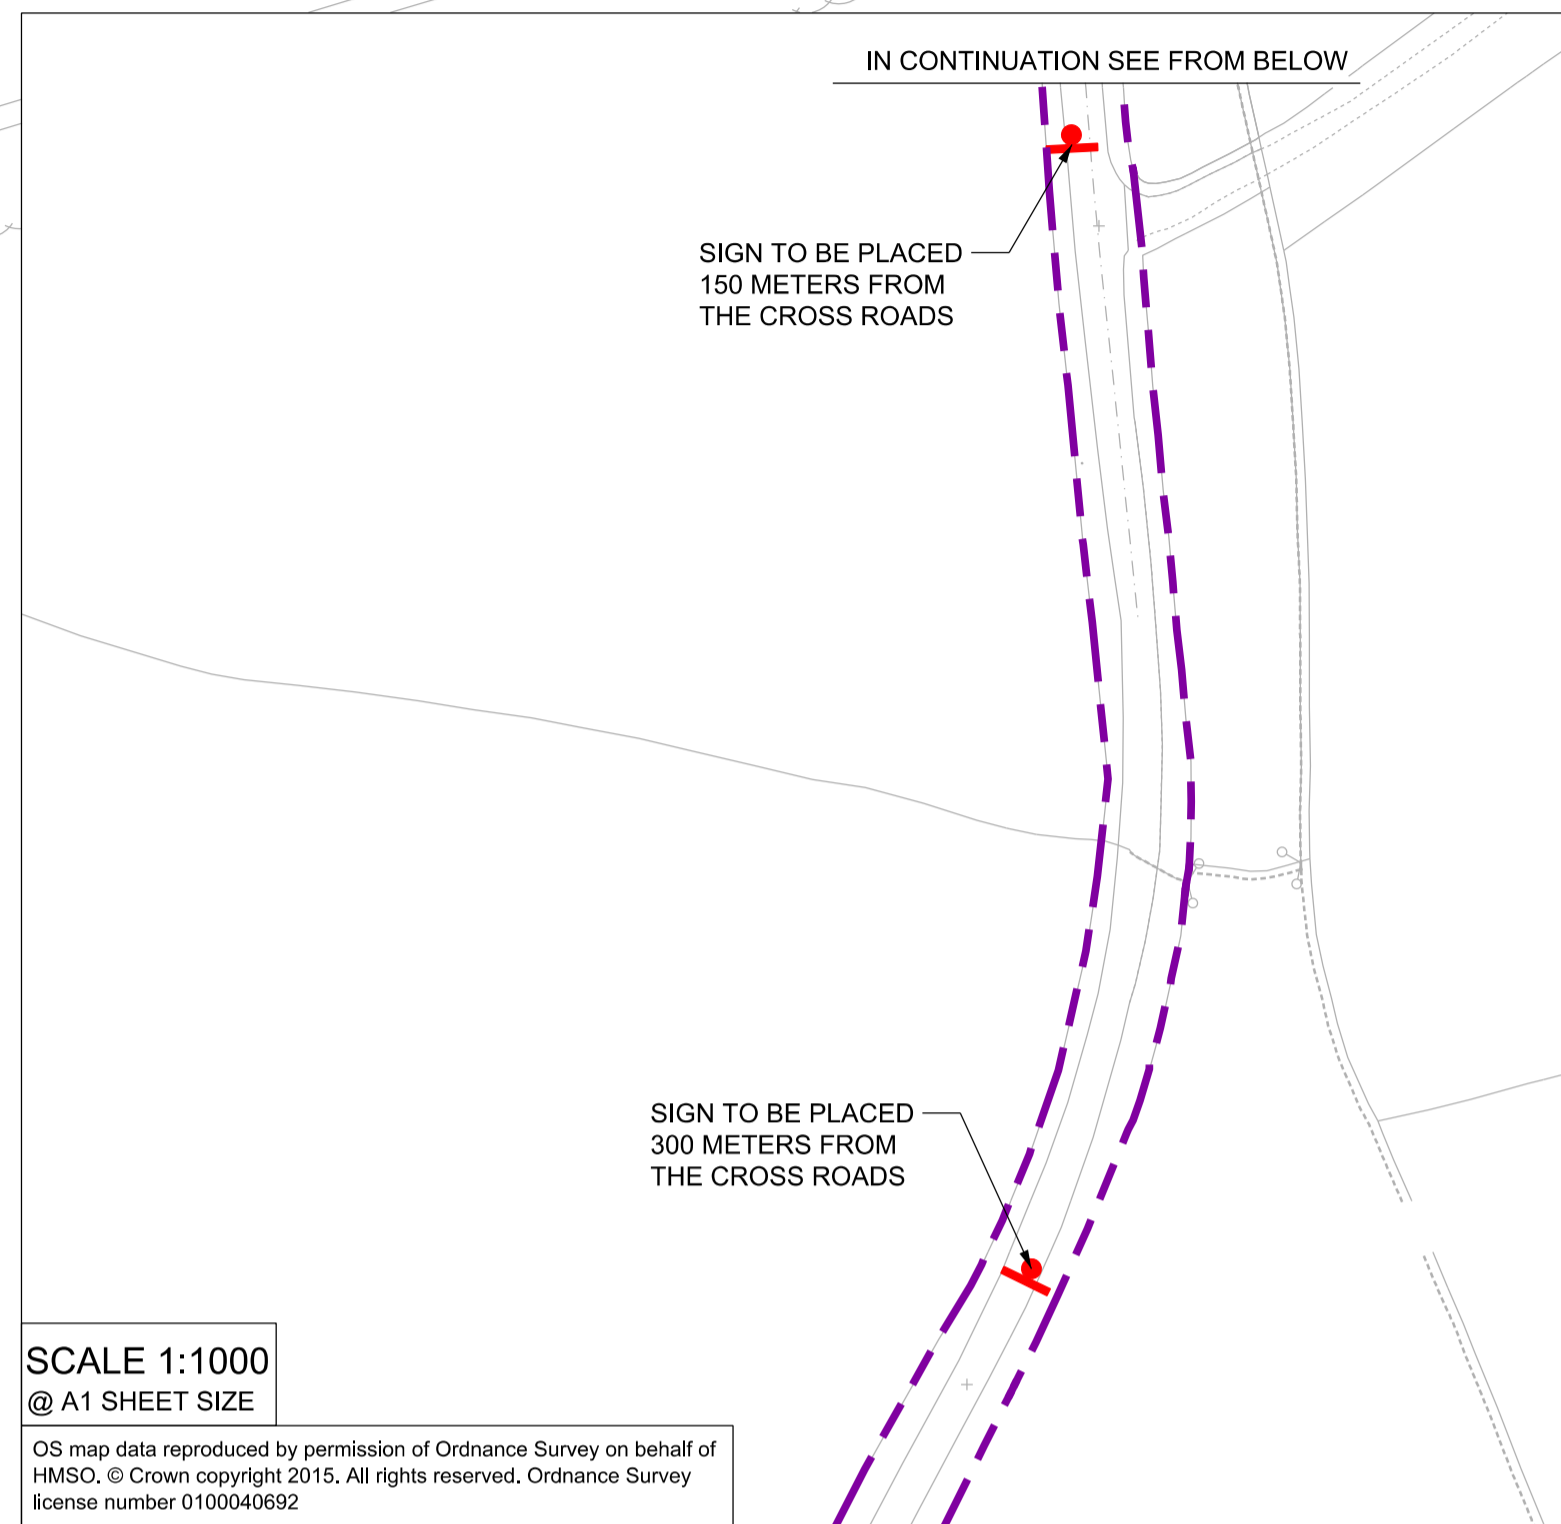 IN CONTINUATION SEE FROM BELOW
SIGN TO BE PLACED
150 METERS FROM
THE CROSS ROADS
SIGN TO BE PLACED
300 METERS FROM
THE CROSS ROADS
SCALE 1:1000
@ A1 SHEET SIZE
OS map data reproduced by permission of Ordnance Survey on behalf of
HMSO. © Crown copyright 2015. All rights reserved. Ordnance Survey
license number 0100040692